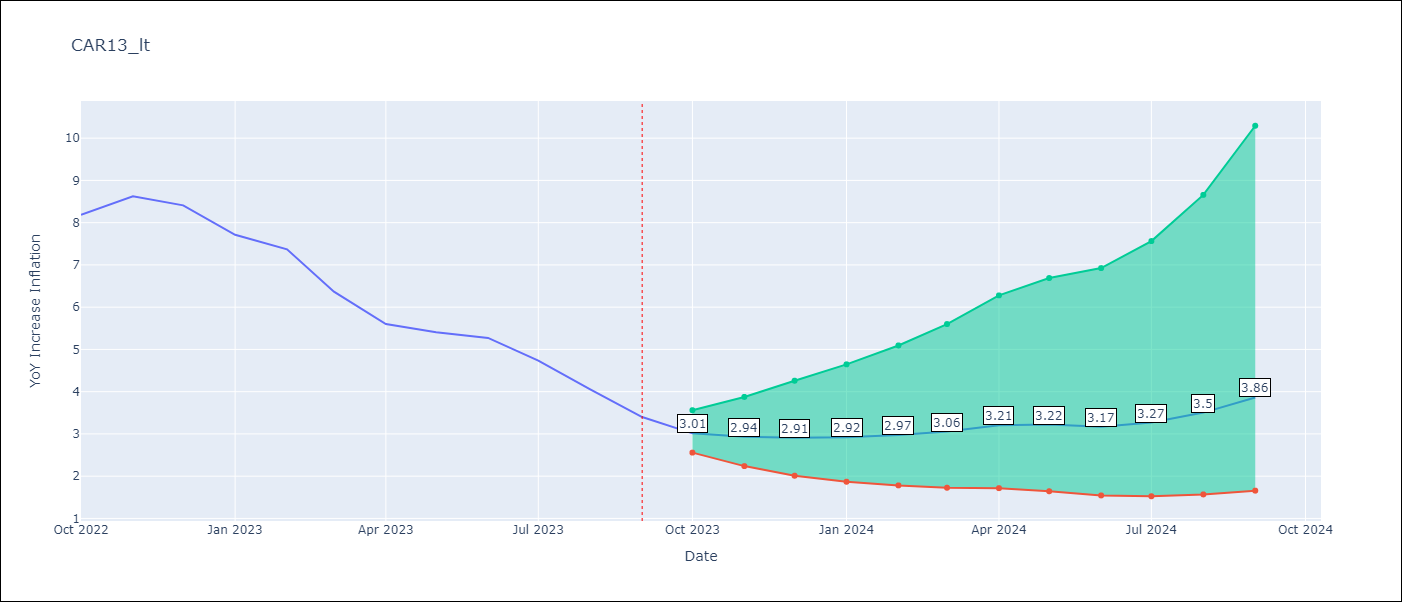 CAR13_lt
YoY Increase Inflation
10
9
8
7
6
5
4
3
2
1
3.01
2.94
2.91
2.92
2.97
3.06
3.21
3.22
3.17
3.27
3.5
3.86
Oct 2022
Jan 2023
Apr 2023
Jul 2023
Oct 2023
Jan 2024
Apr 2024
Jul 2024
Oct 2024
Date